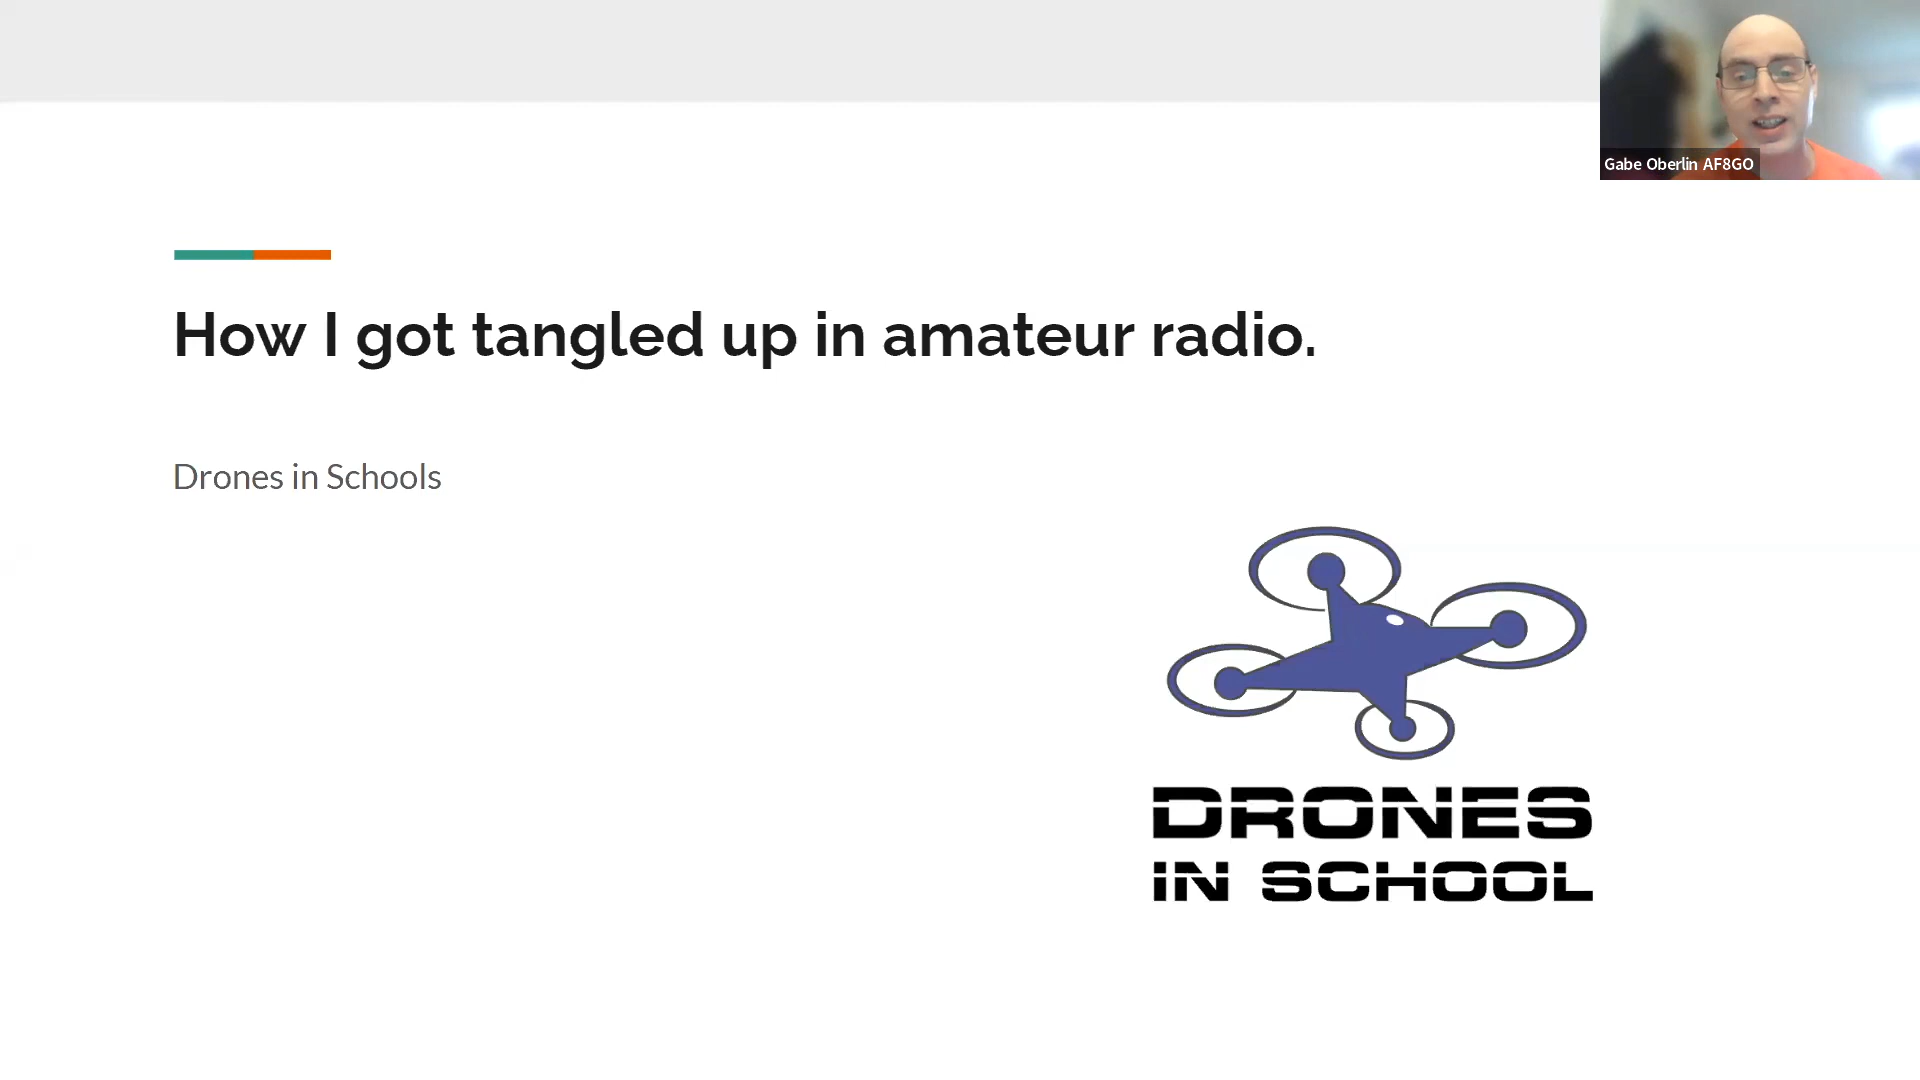 Gabe Oberlin AF8GO
How I got tangled up in amateur radio.
Drones in Schools
DRONES
IN SCHOOL